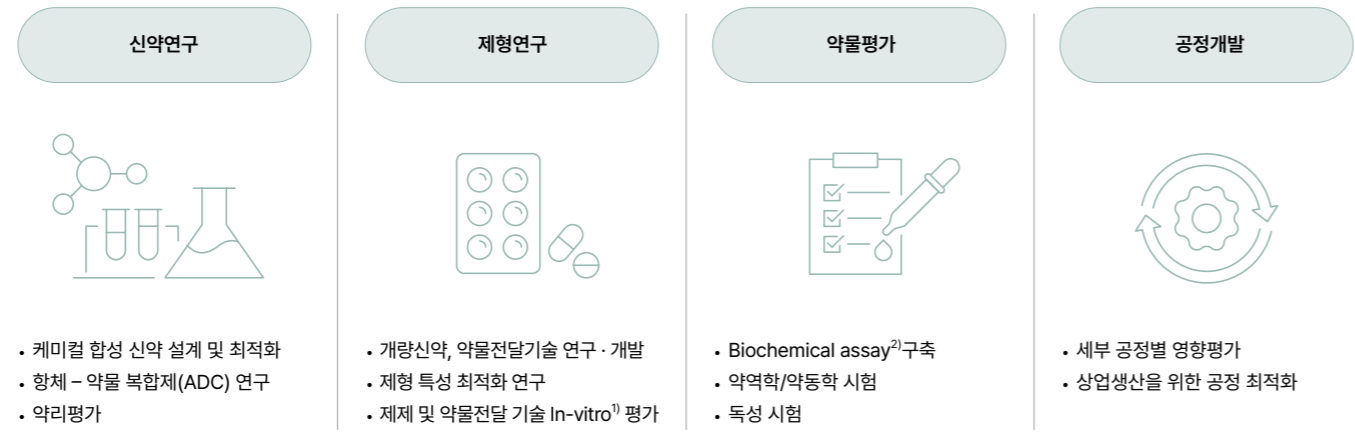 신약연구
• 케미컬 합성 신약 설계 및 최적화
• 항체 – 약물 복합제(ADC) 연구
• 약리평가
제형연구
• 개량신약, 약물전달기술 연구 · 개발
• 제형 특성 최적화 연구
• 제제 및 약물전달 기술 In-vitro1) 평가
약물평가
• Biochemical assay2)구축
• 약역학/약동학 시험
• 독성 시험
공정개발
• 세부 공정별 영향평가
• 상업생산을 위한 공정 최적화